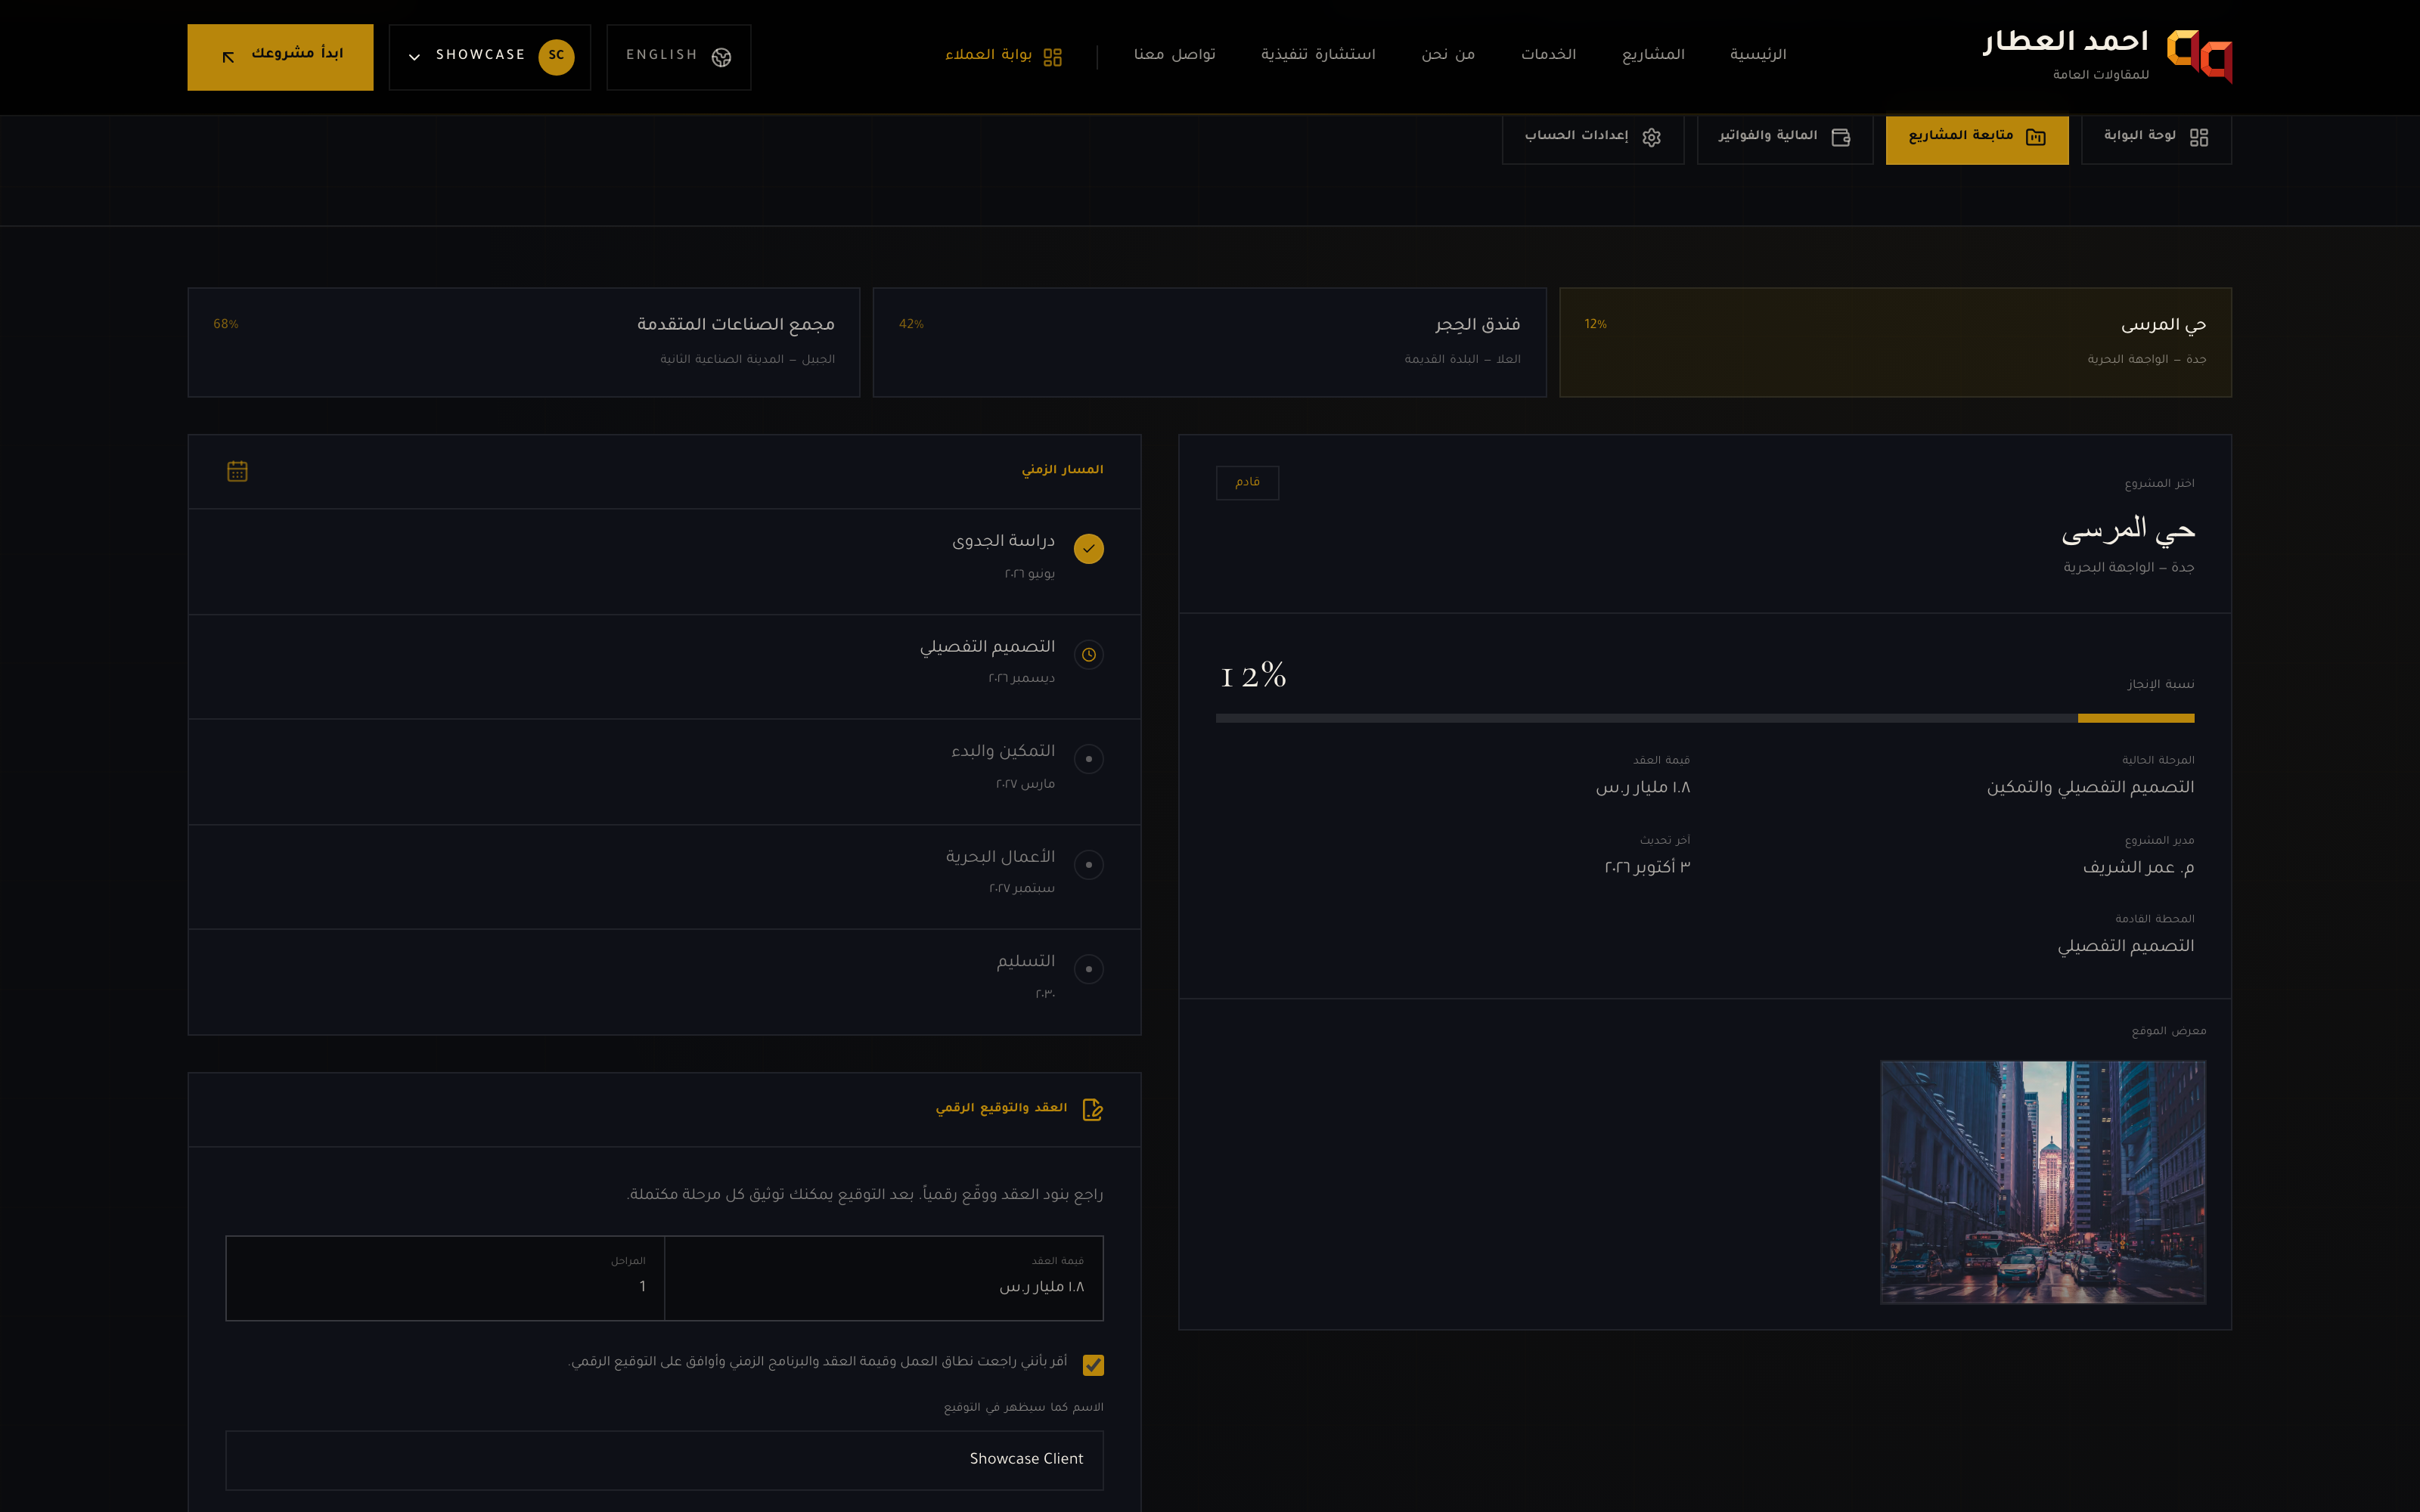 احمد العطار
للمقاولات العامة
الرئيسية
المشاريع
الخدمات
من نحن
استشارة تنفيذية
تواصل معنا
بوابة العملاء
ENGLISH
SC SHOWCASE
ابدأ مشروعك
لوحة البوابة
متابعة المشاريع
المالية والفواتير
إعدادات الحساب
حي المرسى
12%
جدة – الواجهة البحرية
فندق الحِجر
42%
العلا – البلدة القديمة
مجمع الصناعات المتقدمة
68%
الجبيل – المدينة الصناعية الثانية
اختر المشروع
قادم
حي المرسى
جدة – الواجهة البحرية
نسبة الإنجاز
12%
المرحلة الحالية
التصميم التفصيلي والتمكين
قيمة العقد
١.٨ مليار ر.س
مدير المشروع
م. عمر الشريف
آخر تحديث
٣ أكتوبر ٢٠٢٦
المحطة القادمة
التصميم التفصيلي
معرض الموقع
المسار الزمني
دراسة الجدوى
يونيو ٢٠٢٦
التصميم التفصيلي
ديسمبر ٢٠٢٦
التمكين والبدء
مارس ٢٠٢٧
الأعمال البحرية
سبتمبر ٢٠٢٧
التسليم
٢٠٣٠
العقد والتوقيع الرقمي
راجع بنود العقد ووقّع رقمياً. بعد التوقيع يمكنك توثيق كل مرحلة مكتملة.
قيمة العقد
١.٨ مليار ر.س
المراحل
1
أقر بأنني راجعت نطاق العمل وقيمة العقد والبرنامج الزمني وأوافق على التوقيع الرقمي.
الاسم كما سيظهر في التوقيع
Showcase Client